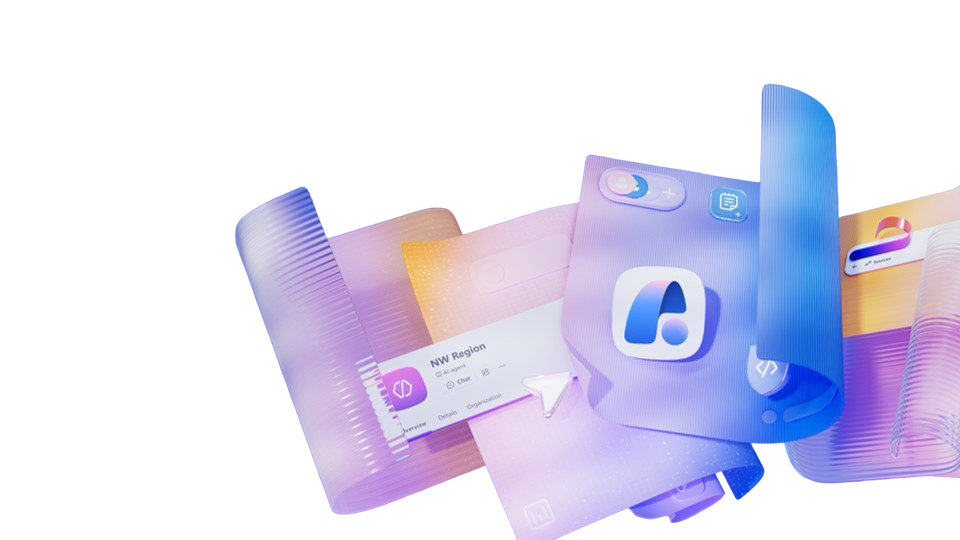 NW Region
AI agent
Chat
Overview Details Organization
Sources